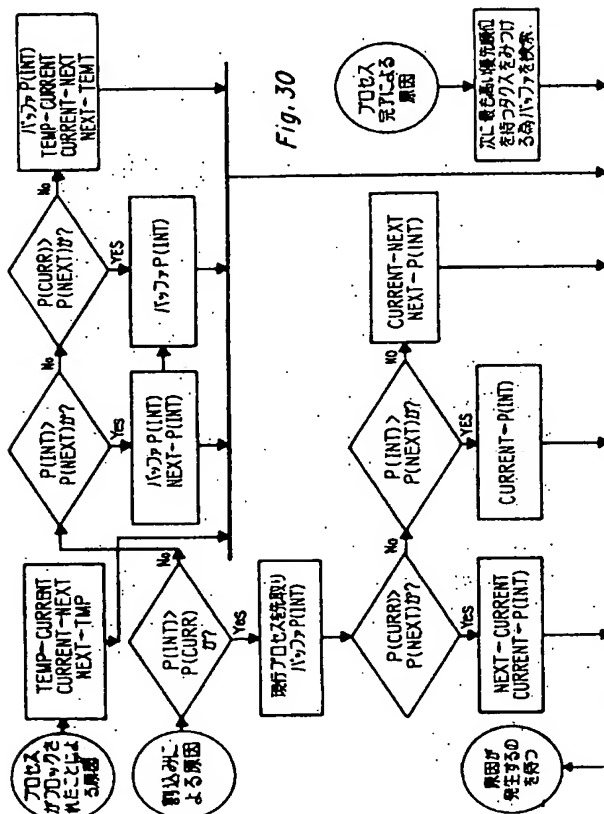 プロセス
がブロックさ
れたことによ
る原因
TEMP-CURRENT
CURRENT-NEXT
NEXT-TMP
割込みに
よる原因
P(INT)>
P(CURR)
か?
No
Yes
P(INT)>
P(NEXT)か?
No
Yes
バッファP(INT)
NEXT-P(INT)
P(CURR)>
P(NEXT)か?
No
YES
バッファP(INT)
バッファP(INT)
TEMP-CURRENT
CURRENT-NEXT
NEXT-TEMT
Fig. 30
現行プロセスを先取り
バッファP(INT)
P(CURR)>
P(NEXT)か?
No
Yes
NEXT-CURRENT
CURRENT-P(INT)
P(INT)>
P(NEXT)か?
NO
YES
CURRENT-P(INT)
CURRENT-NEXT
NEXT-P(INT)
プロセス
完了による
原因
次に最も高い優先順位
を持つタクスをみつけ
る為バッファを検索.
原因が
発生するの
を待つ